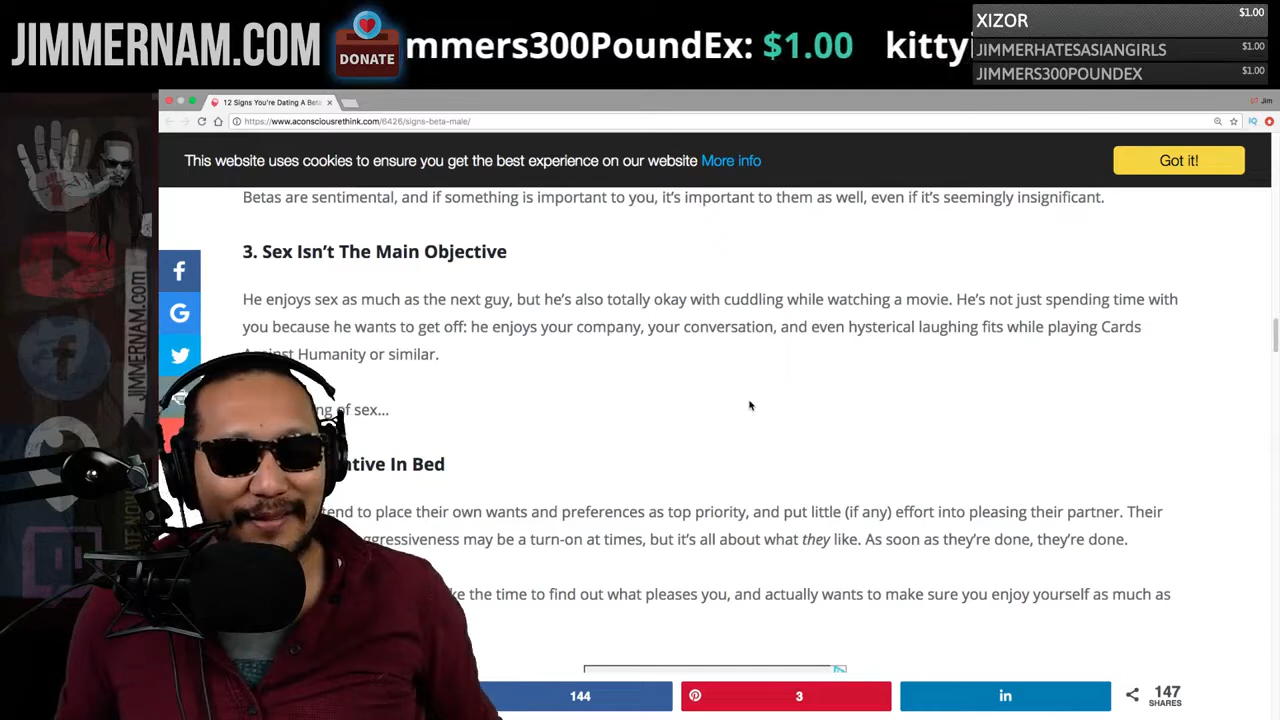 JIMMERNAM.COM
DONATE
mmers300PoundEx: $1.00
XIZOR $1.00
JIMMERHATESASIANGIRLS $1.00
JIMMERS300POUNDEX $1.00
12 Signs You're Dating A Beta
Jim
https://www.aconsciousrethink.com/6426/signs-beta-male/
This website uses cookies to ensure you get the best experience on our website More info
Got it!
Betas are sentimental, and if something is important to you, it's important to them as well, even if it's seemingly insignificant.
3. Sex Isn't The Main Objective
He enjoys sex as much as the next guy, but he's also totally okay with cuddling while watching a movie. He's not just spending time with
you because he wants to get off: he enjoys your company, your conversation, and even hysterical laughing fits while playing Cards
Against Humanity or similar.
of sex…
In Bed
tend to place their own wants and preferences as top priority, and put little (if any) effort into pleasing their partner. Their
aggressiveness may be a turn-on at times, but it's all about what they like. As soon as they're done, they're done.
the time to find out what pleases you, and actually wants to make sure you enjoy yourself as much as
144
3
147
SHARES
JIMMERNAM.COM